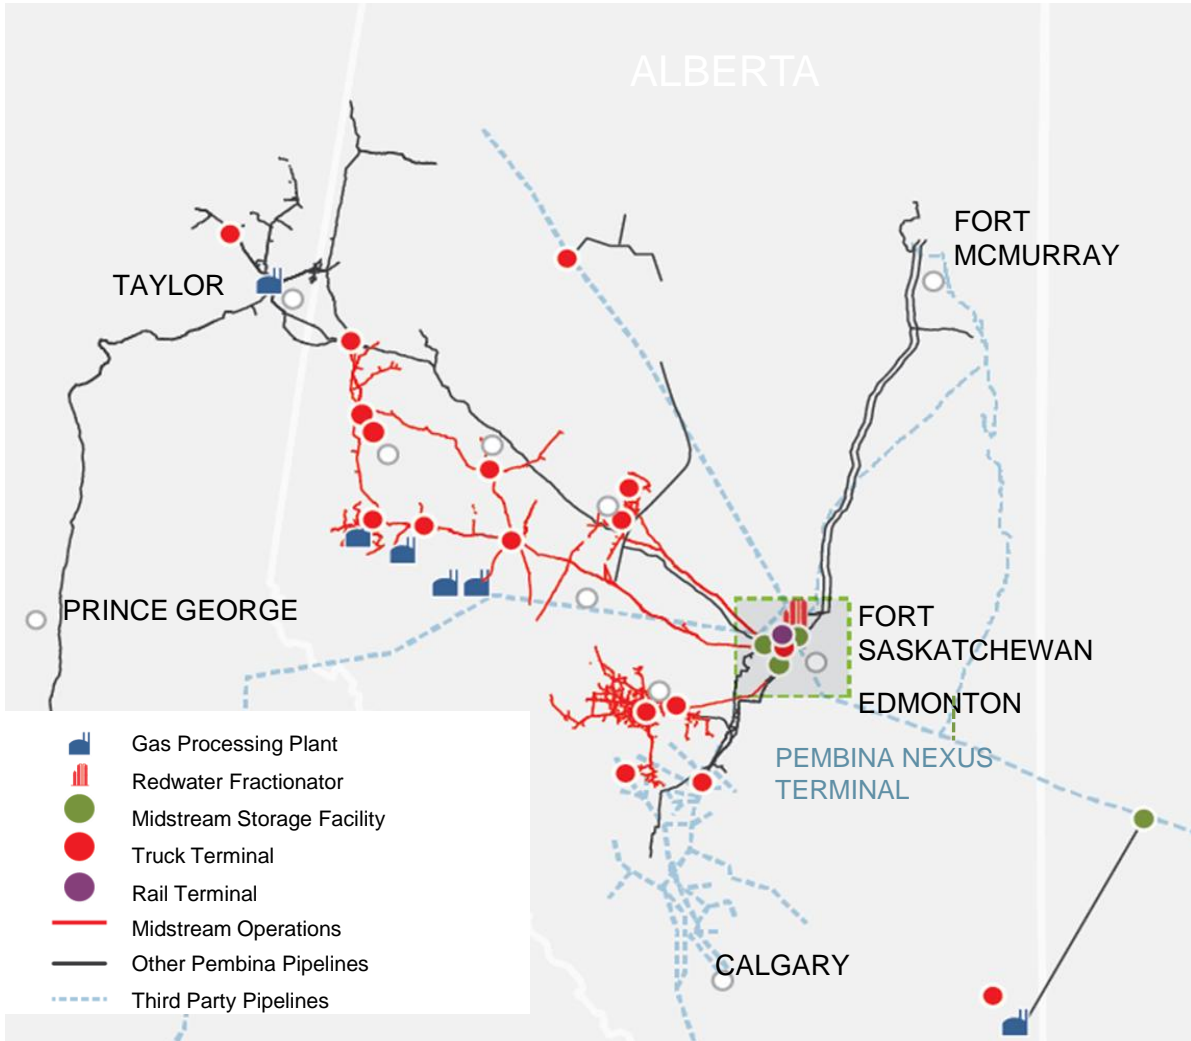 ALBERTA
FORT
MCMURRAY
TAYLOR
PRINCE GEORGE
FORT
SASKATCHEWAN
EDMONTON
PEMBINA NEXUS
TERMINAL
CALGARY
Gas Processing Plant
Redwater Fractionator
Midstream Storage Facility
Truck Terminal
Rail Terminal
Midstream Operations
Other Pembina Pipelines
Third Party Pipelines